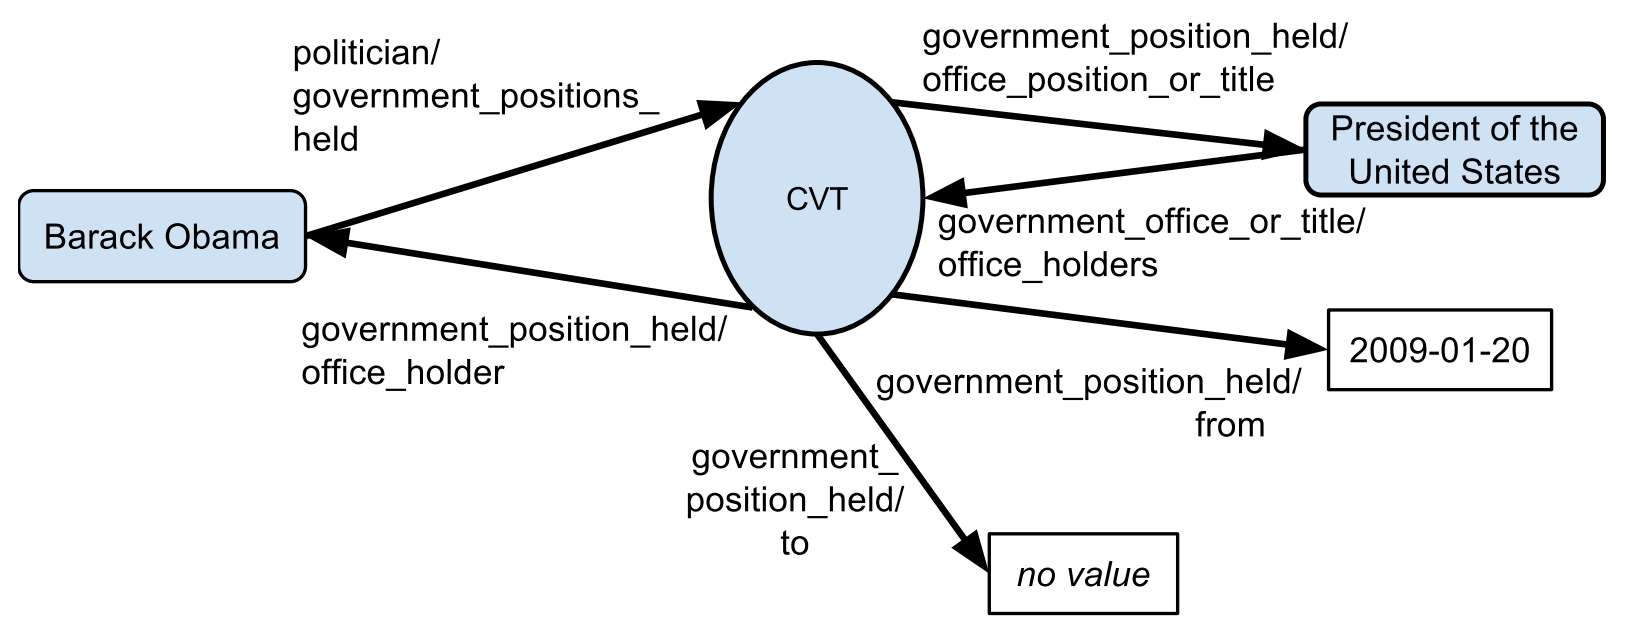 politician/
government_positions_
held
government_position_held/
office_position_or_title
President of the
United States
CVT
Barack Obama
government_office_or_title/
office_holders
government_position_held/
office_holder
2009-01-20
government_position_held/
from
government_
position_held/
to
no value